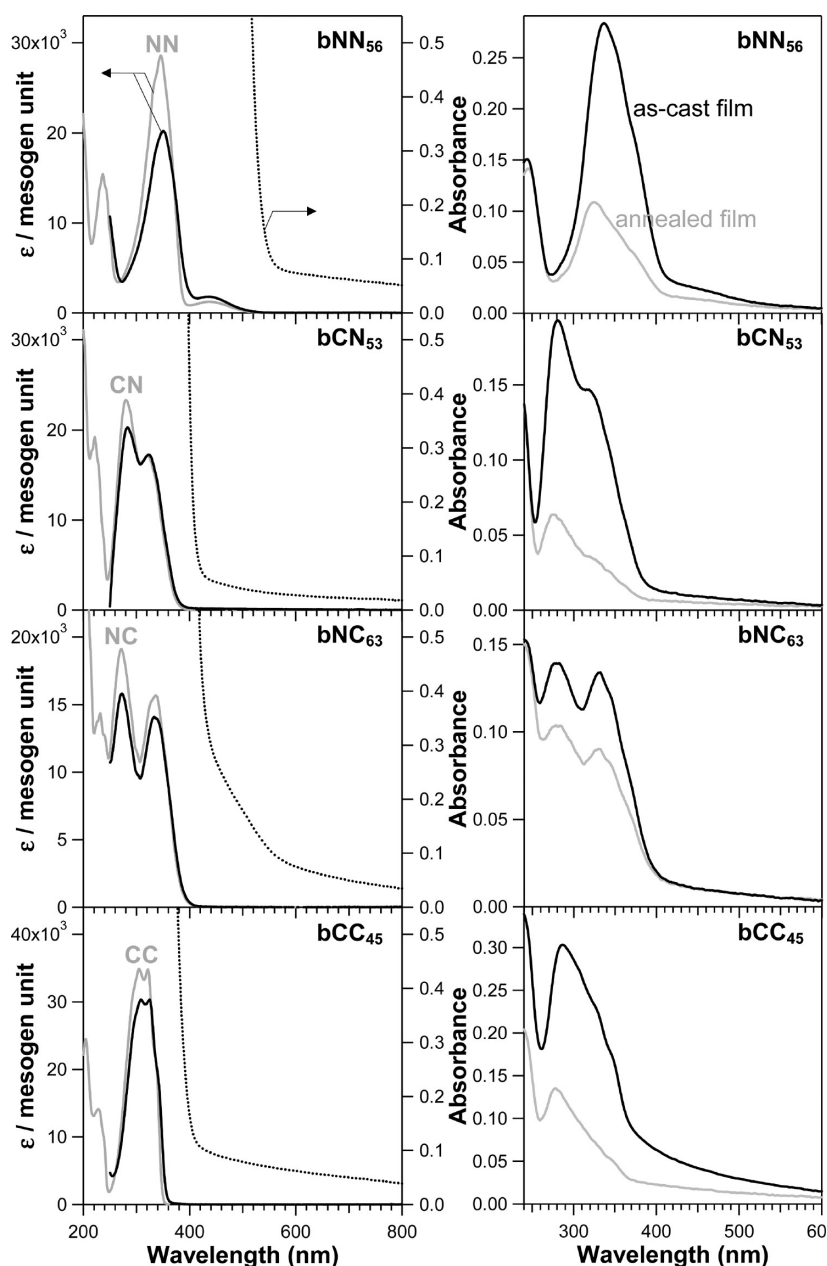 30x10³
20
10
0
ε / mesogen unit
NN
bNN₅₆
0.5
0.4
0.3
0.2
0.1
0.0
Absorbance
0.25
0.20
0.15
0.10
0.05
0.00
bNN₅₆
as-cast film
annealed film
30x10³
20
10
0
ε / mesogen unit
CN
bCN₅₃
0.5
0.4
0.3
0.2
0.1
0.0
Absorbance
0.15
0.10
0.05
0.00
bCN₅₃
20x10³
15
10
5
0
ε / mesogen unit
NC
bNC₆₃
0.5
0.4
0.3
0.2
0.1
0.0
Absorbance
0.15
0.10
0.05
0.00
bNC₆₃
40x10³
30
20
10
0
ε / mesogen unit
CC
bCC₄₅
0.5
0.4
0.3
0.2
0.1
0.0
Absorbance
0.30
0.25
0.20
0.15
0.10
0.05
0.00
bCC₄₅
200 400 600 800
Wavelength (nm)
300 400 500 600
Wavelength (nm)